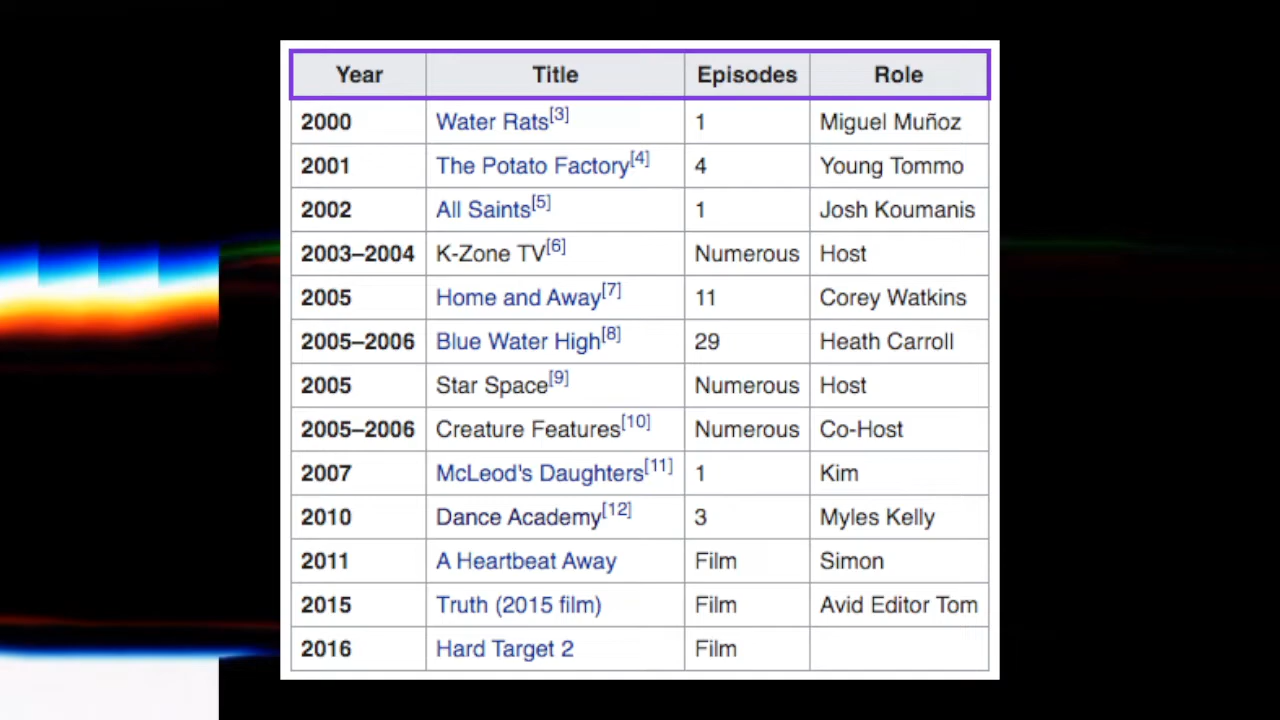 Year Title Episodes Role
2000 Water Rats[3] 1 Miguel Muñoz
2001 The Potato Factory[4] 4 Young Tommo
2002 All Saints[5] 1 Josh Koumanis
2003–2004 K-Zone TV[6] Numerous Host
2005 Home and Away[7] 11 Corey Watkins
2005–2006 Blue Water High[8] 29 Heath Carroll
2005 Star Space[9] Numerous Host
2005–2006 Creature Features[10] Numerous Co-Host
2007 McLeod's Daughters[11] 1 Kim
2010 Dance Academy[12] 3 Myles Kelly
2011 A Heartbeat Away Film Simon
2015 Truth (2015 film) Film Avid Editor Tom
2016 Hard Target 2 Film